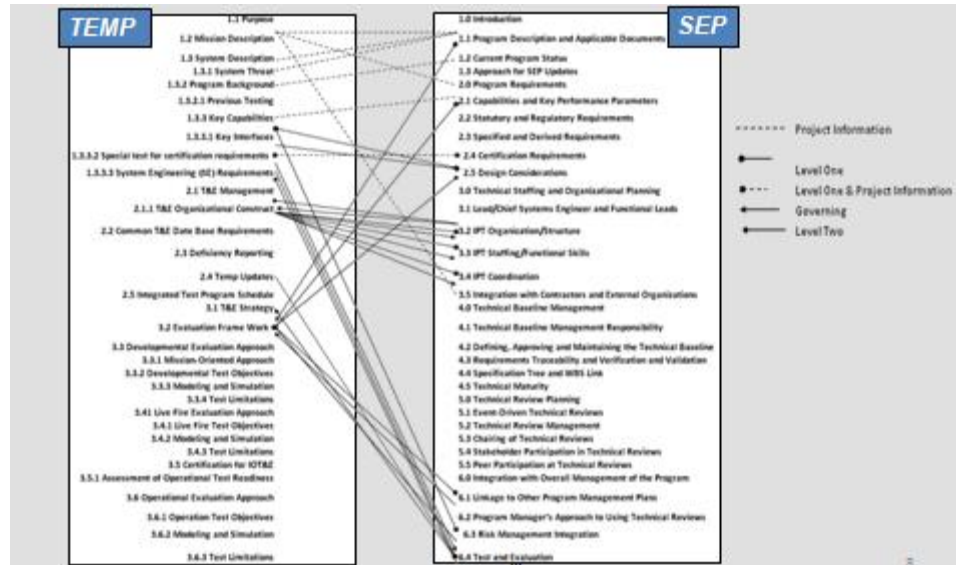 TEMP
1.1 Purpose
1.2 Mission Description
1.3 System Description
1.3.1 System Threat
1.3.2 Program Background
1.3.2.1 Previous Testing
1.3.3 Key Capabilities
1.3.3.1 Key Interfaces
1.3.3.2 Special test for certification requirements
1.3.3.3 System Engineering (SE) Requirements
2.1 T&E Management
2.1.1 T&E Organizational Construct
2.2 Common T&E Date Base Requirements
2.3 Deficiency Reporting
2.4 Temp Updates
2.5 Integrated Test Program Schedule
3.1 T&E Strategy
3.2 Evaluation Frame Work
3.3 Developmental Evaluation Approach
3.3.1 Mission-Oriented Approach
3.3.2 Developmental Test Objectives
3.3.3 Modeling and Simulation
3.3.4 Test Limitations
3.41 Live Fire Evaluation Approach
3.4.1 Live Fire Test Objectives
3.4.2 Modeling and Simulation
3.4.3 Test Limitations
3.5 Certification for IOT&E
3.5.1 Assessment of Operational Test Readiness
3.6 Operational Evaluation Approach
3.6.1 Operation Test Objectives
3.6.2 Modeling and Simulation
3.6.3 Test Limitations
SEP
1.0 Introduction
1.1 Program Description and Applicable Documents
1.2 Current Program Status
1.3 Approach for SEP Updates
2.0 Program Requirements
2.1 Capabilities and Key Performance Parameters
2.2 Statutory and Regulatory Requirements
2.3 Specified and Derived Requirements
2.4 Certification Requirements
2.5 Design Considerations
3.0 Technical Staffing and Organizational Planning
3.1 Lead/Chief Systems Engineer and Functional Leads
3.2 IPT Organization/Structure
3.3 IPT Staffing/Functional Skills
3.4 IPT Coordination
3.5 Integration with Contractors and External Organizations
4.0 Technical Baseline Management
4.1 Technical Baseline Management Responsibility
4.2 Defining, Approving and Maintaining the Technical Baseline
4.3 Requirements Traceability and Verification and Validation
4.4 Specification Tree and WBS Link
4.5 Technical Maturity
5.0 Technical Review Planning
5.1 Event-Driven Technical Reviews
5.2 Technical Review Management
5.3 Chairing of Technical Reviews
5.4 Stakeholder Participation in Technical Reviews
5.5 Peer Participation at Technical Reviews
6.0 Integration with Overall Management of the Program
6.1 Linkage to Other Program Management Plans
6.2 Program Manager's Approach to Using Technical Reviews
6.3 Risk Management Integration
6.4 Test and Evaluation
Project Information
Level One
Level One & Project Information
Governing
Level Two